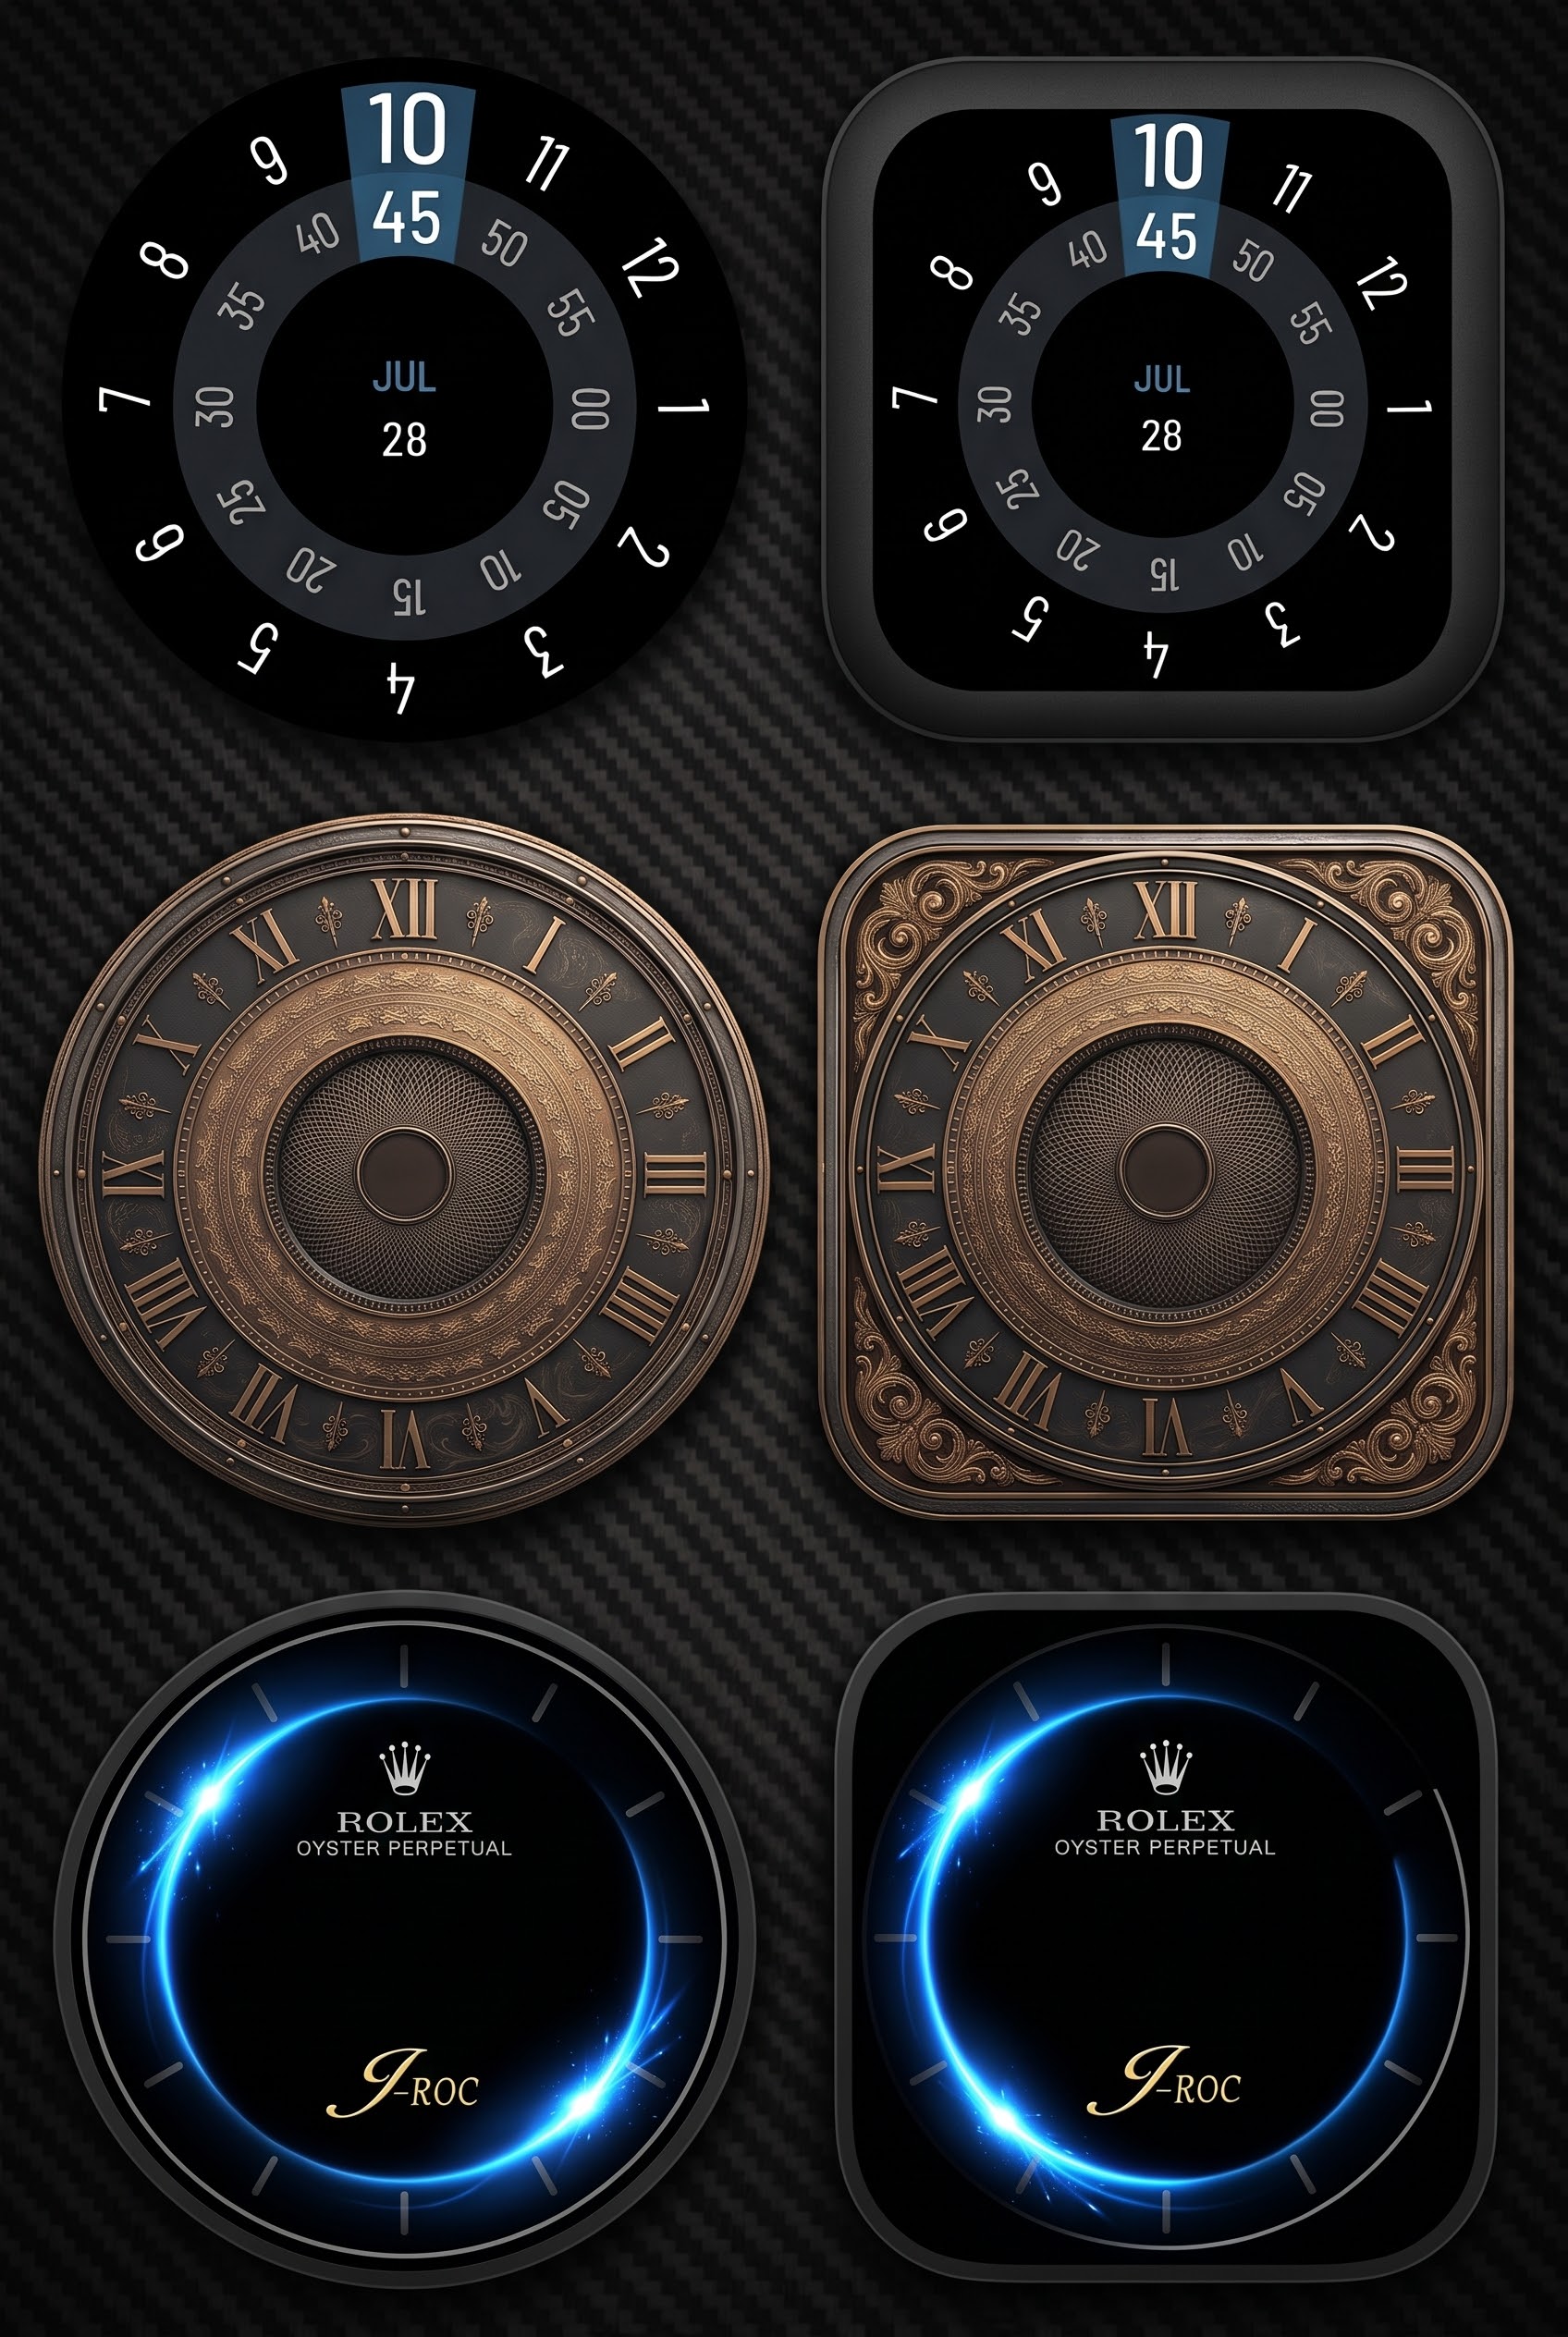 10
11
12
1
2
3
4
5
6
7
8
9
45
50
55
00
05
10
15
20
25
30
35
40
JUL
28
10
11
12
1
2
3
4
5
6
7
8
9
45
50
55
00
05
10
15
20
25
30
35
40
JUL
28
XII
I
II
III
IIII
V
VI
VII
VIII
IX
X
XI
XII
I
II
III
IIII
V
VI
VII
VIII
IX
X
XI
ROLEX
OYSTER PERPETUAL
J-ROC
ROLEX
OYSTER PERPETUAL
J-ROC